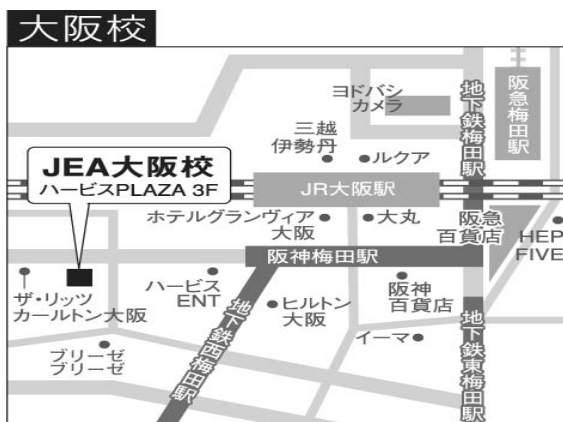 大阪校
ヨドバシ
カメラ
地下鉄梅田駅
阪急梅田駅
三越
伊勢丹
ルクア
JEA大阪校
ハービスPLAZA 3F
JR大阪駅
ホテルグランヴィア
大阪
大丸
阪急
百貨店
HEP
FIVE
阪神梅田駅
ザ・リッツ
カールトン大阪
ハービス
ENT
地下鉄西梅田駅
ヒルトン
大阪
阪神
百貨店
イーマ
地下鉄東梅田駅
ブリーゼ
ブリーゼ